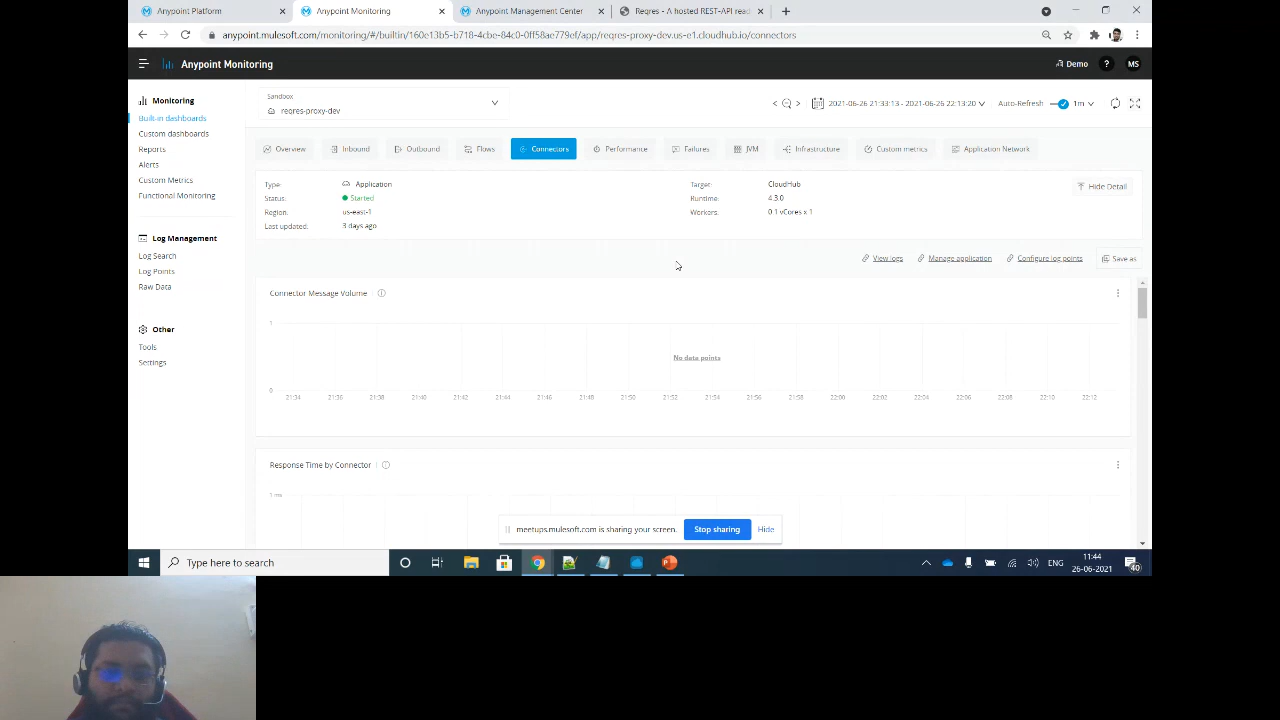 Anypoint Platform
Anypoint Monitoring
Anypoint Management Center
Reqres - A hosted REST-API read
anypoint.mulesoft.com/monitoring/#/builtin/160e13b5-b718-4cbe-84c0-0ff58ae779ef/app/reqres-proxy-dev.us-e1.cloudhub.io/connectors
Anypoint Monitoring
Demo
?
MS
Monitoring
Built-in dashboards
Custom dashboards
Reports
Alerts
Custom Metrics
Functional Monitoring
Log Management
Log Search
Log Points
Raw Data
Other
Tools
Settings
Sandbox
reqres-proxy-dev
2021-06-26 21:33:13 - 2021-06-26 22:13:20
Auto-Refresh
1m
Overview
Inbound
Outbound
Flows
Connectors
Performance
Failures
JVM
Infrastructure
Custom metrics
Application Network
Type: Application
Status: Started
Region: us-east-1
Last updated: 3 days ago
Target: CloudHub
Runtime: 4.3.0
Workers: 0.1 vCores x 1
Hide Detail
View logs
Manage application
Configure log points
Save as
Connector Message Volume
1
No data points
0
21:34 21:36 21:38 21:40 21:42 21:44 21:46 21:48 21:50 21:52 21:54 21:56 21:58 22:00 22:02 22:04 22:06 22:08 22:10 22:12
Response Time by Connector
1 ms
meetups.mulesoft.com is sharing your screen.
Stop sharing
Hide
Type here to search
ENG
11:44
26-06-2021
40